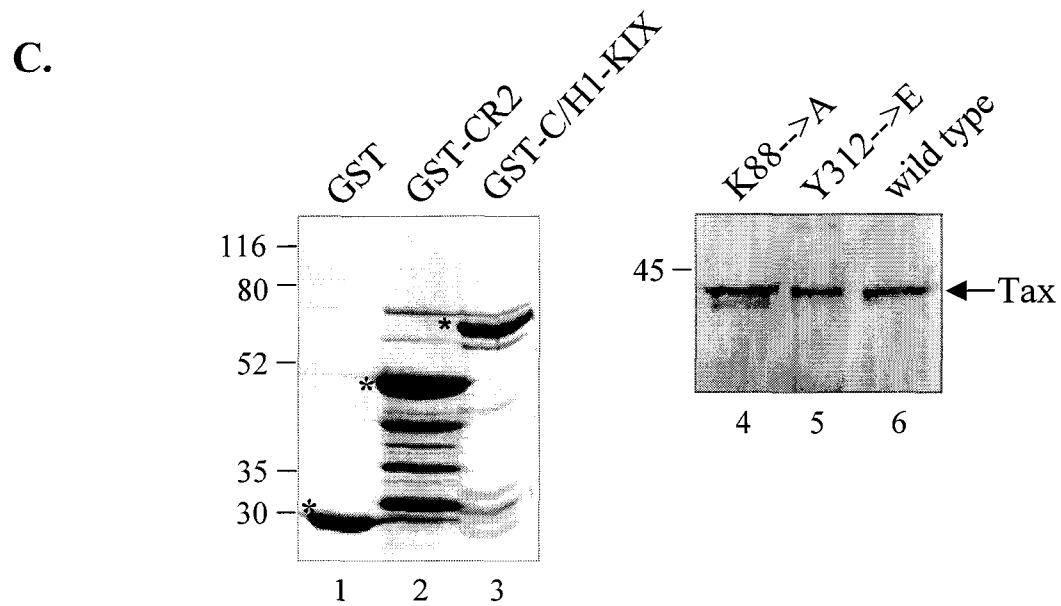 C.
GST
GST-CR2
GST-C/H1-KIX
116
80
52
35
30
*
*
*
1 2 3
K88-->A
Y312-->E
wild type
45
Tax
4 5 6